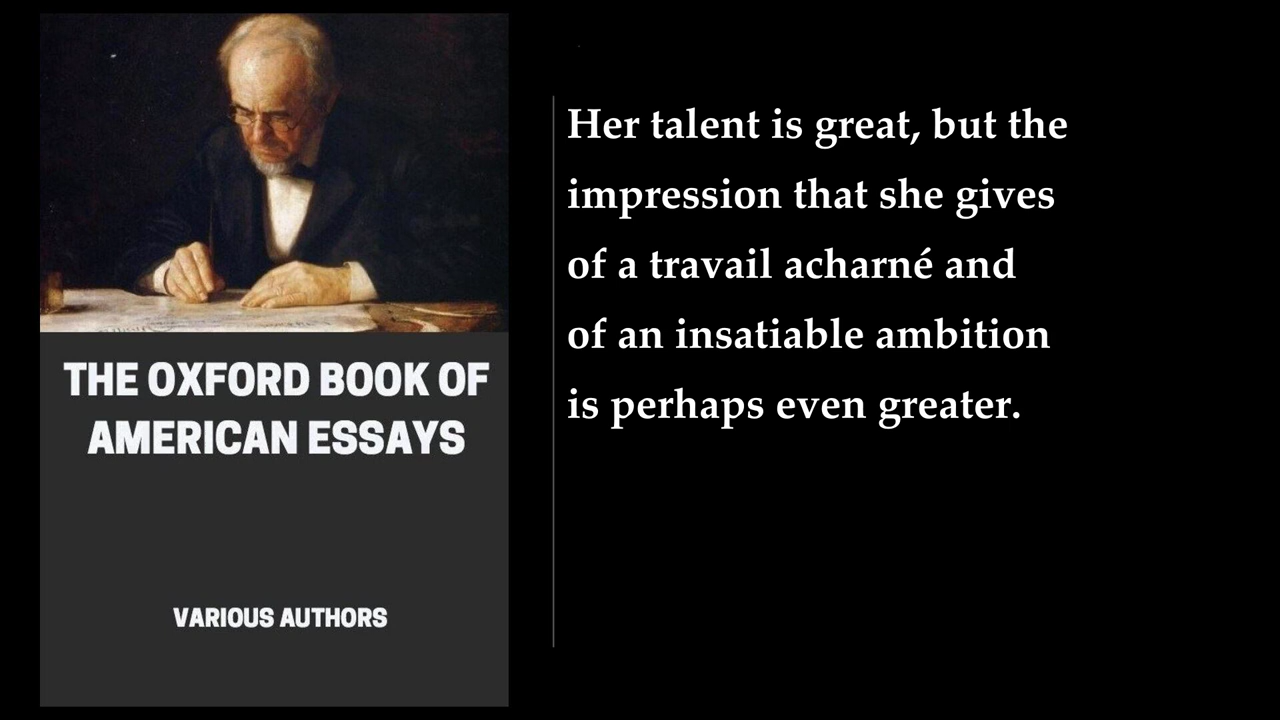 THE OXFORD BOOK OF
AMERICAN ESSAYS
VARIOUS AUTHORS
Her talent is great, but the
impression that she gives
of a travail acharné and
of an insatiable ambition
is perhaps even greater.